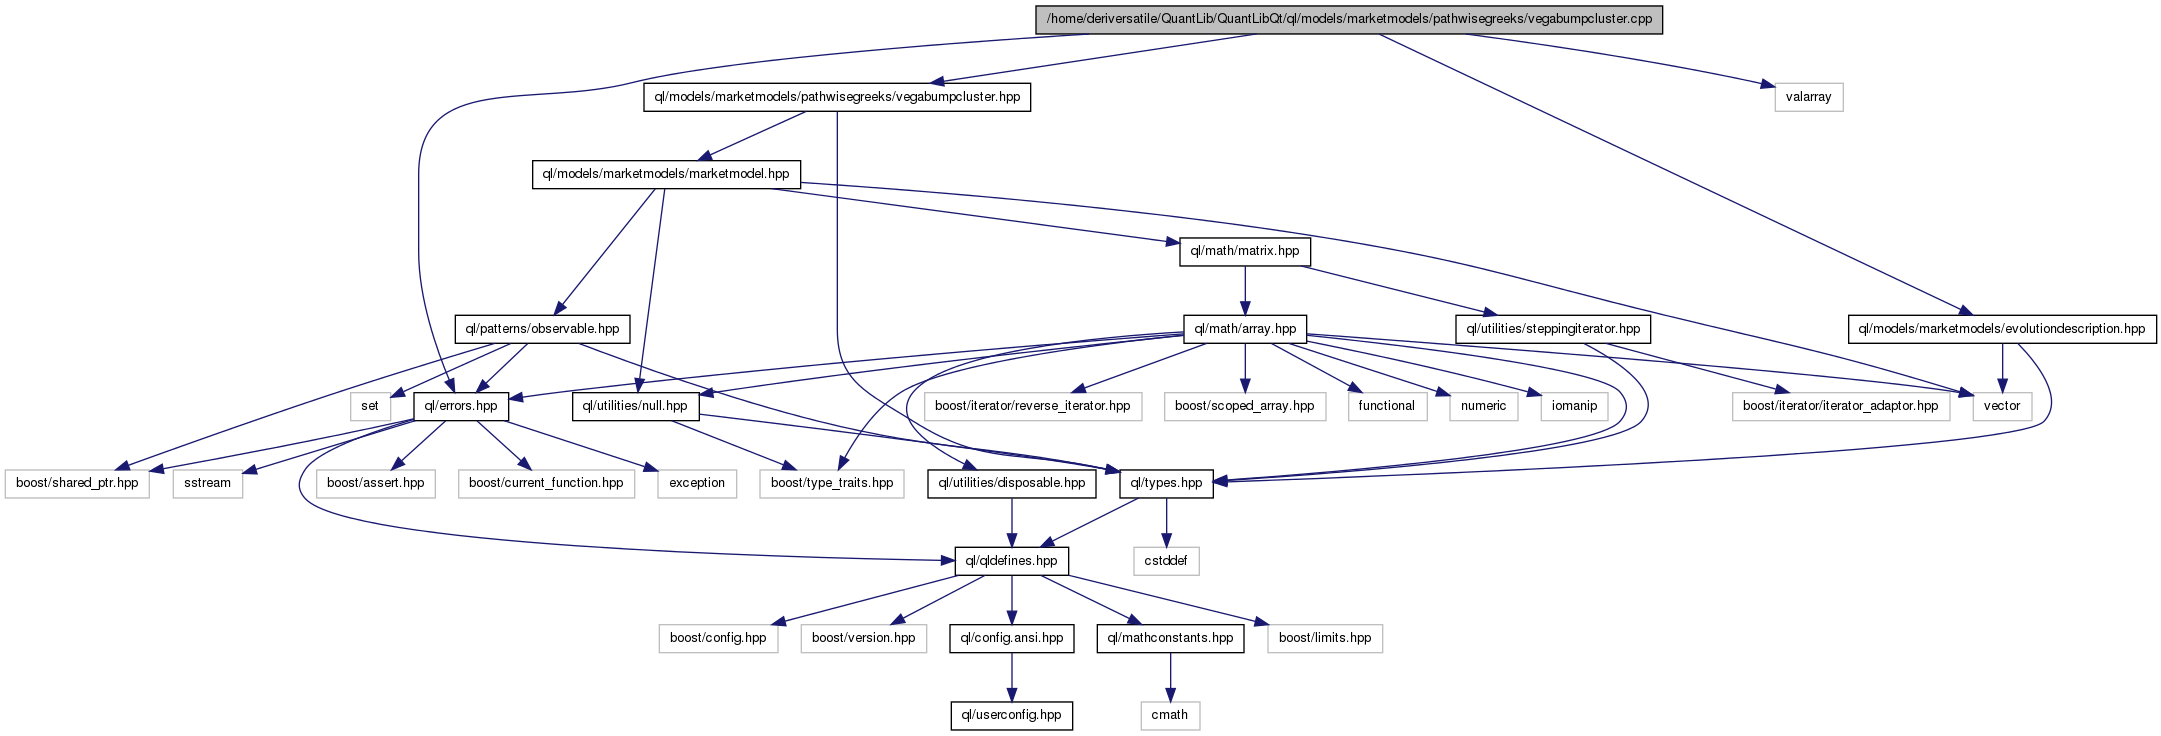 /home/deriversatile/QuantLib/QuantLibQt/ql/models/marketmodels/pathwisegreeks/vegabumpcluster.cpp
ql/models/marketmodels/pathwisegreeks/vegabumpcluster.hpp
valarray
ql/models/marketmodels/marketmodel.hpp
ql/math/matrix.hpp
ql/patterns/observable.hpp
ql/math/array.hpp
ql/utilities/steppingiterator.hpp
ql/models/marketmodels/evolutiondescription.hpp
set
ql/errors.hpp
ql/utilities/null.hpp
boost/iterator/reverse_iterator.hpp
boost/scoped_array.hpp
functional
numeric
iomanip
boost/iterator/iterator_adaptor.hpp
vector
boost/shared_ptr.hpp
sstream
boost/assert.hpp
boost/current_function.hpp
exception
boost/type_traits.hpp
ql/utilities/disposable.hpp
ql/types.hpp
ql/qldefines.hpp
cstddef
boost/config.hpp
boost/version.hpp
ql/config.ansi.hpp
ql/mathconstants.hpp
boost/limits.hpp
ql/userconfig.hpp
cmath